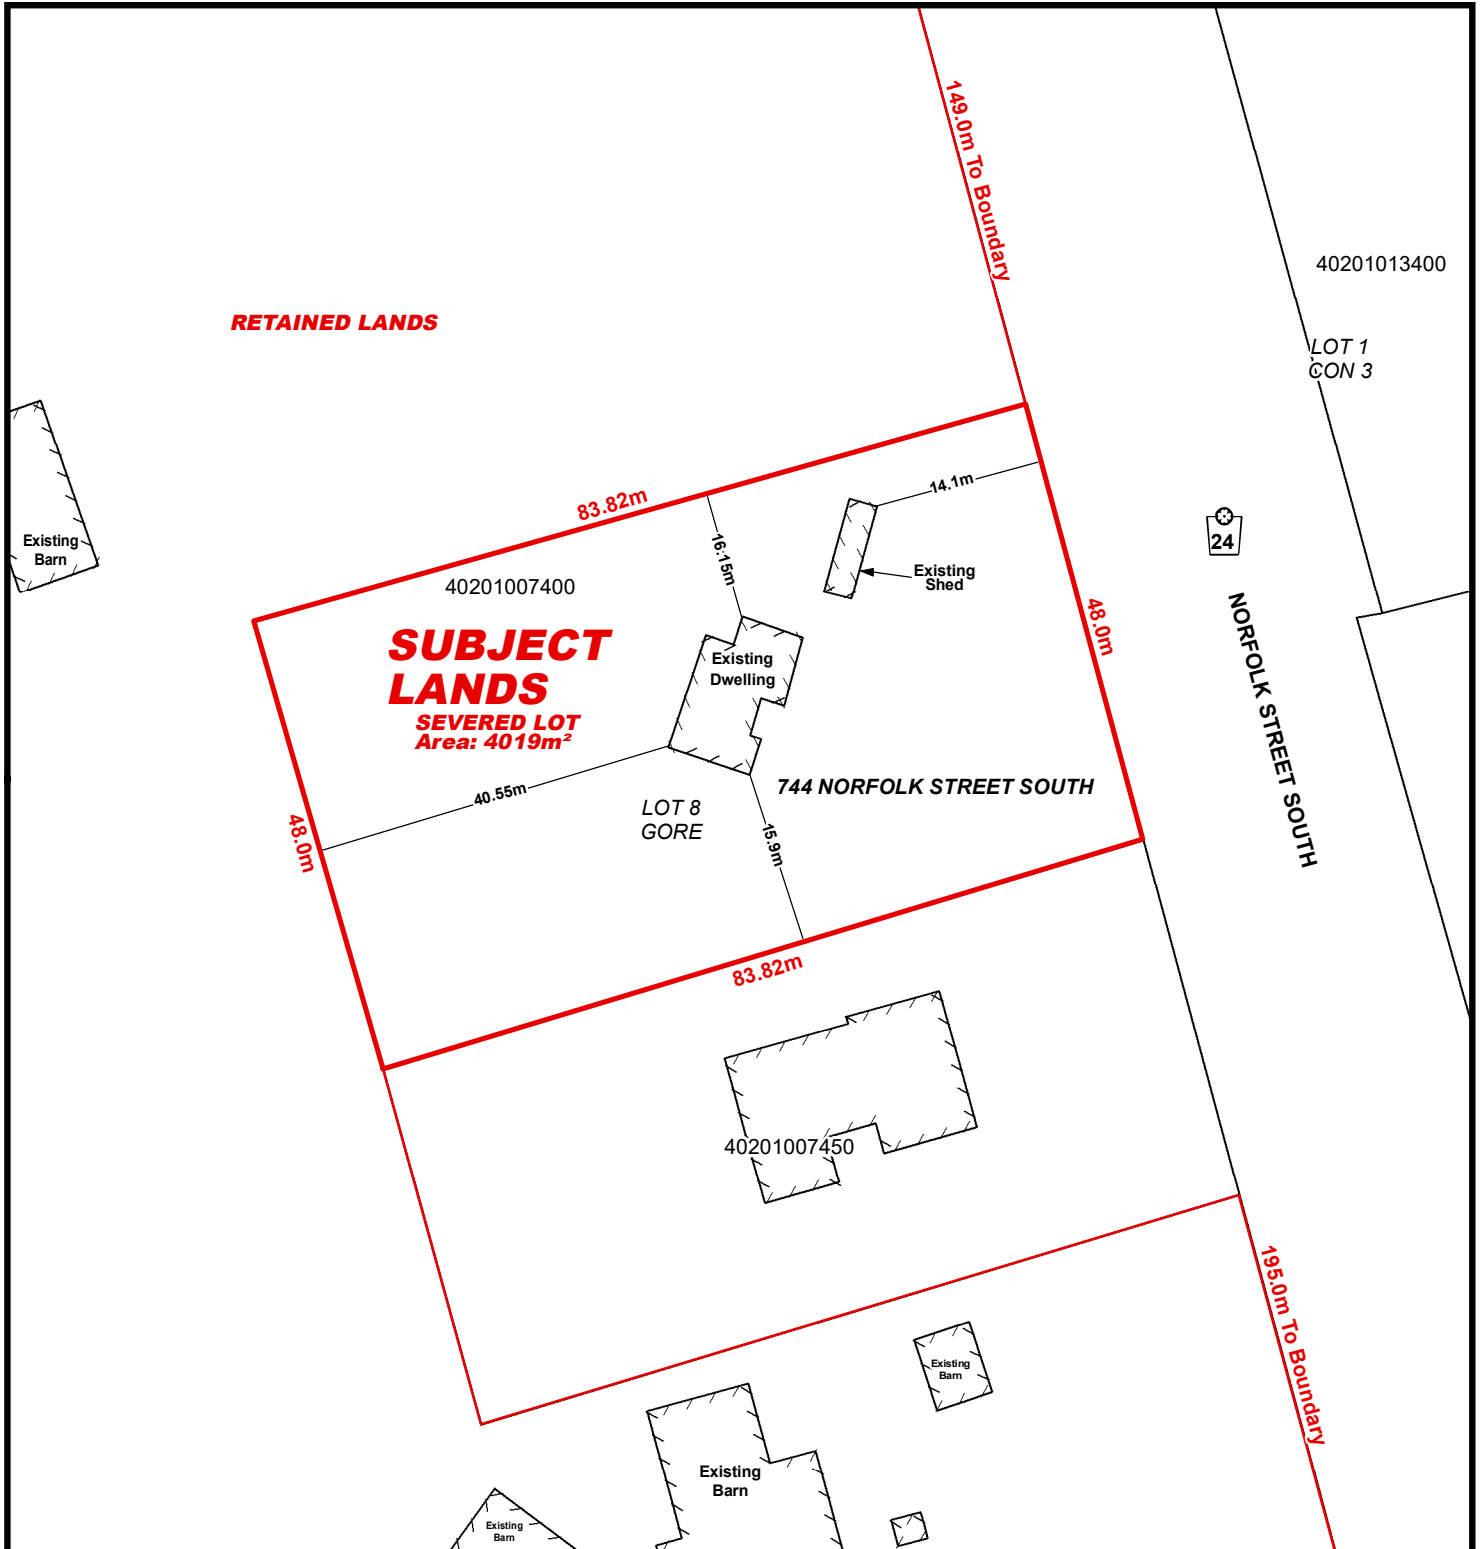 149.0m To Boundary
40201013400
RETAINED LANDS
LOT 1
CON 3
83.82m
14.1m
16.15m
Existing
Barn
24
Existing
Shed
40201007400
48.0m
SUBJECT
LANDS
SEVERED LOT
Area: 4019m²
Existing
Dwelling
NORFOLK STREET SOUTH
744 NORFOLK STREET SOUTH
40.55m
LOT 8
GORE
15.9m
48.0m
83.82m
40201007450
195.0m To Boundary
Existing
Barn
Existing
Barn
Existing
Barn